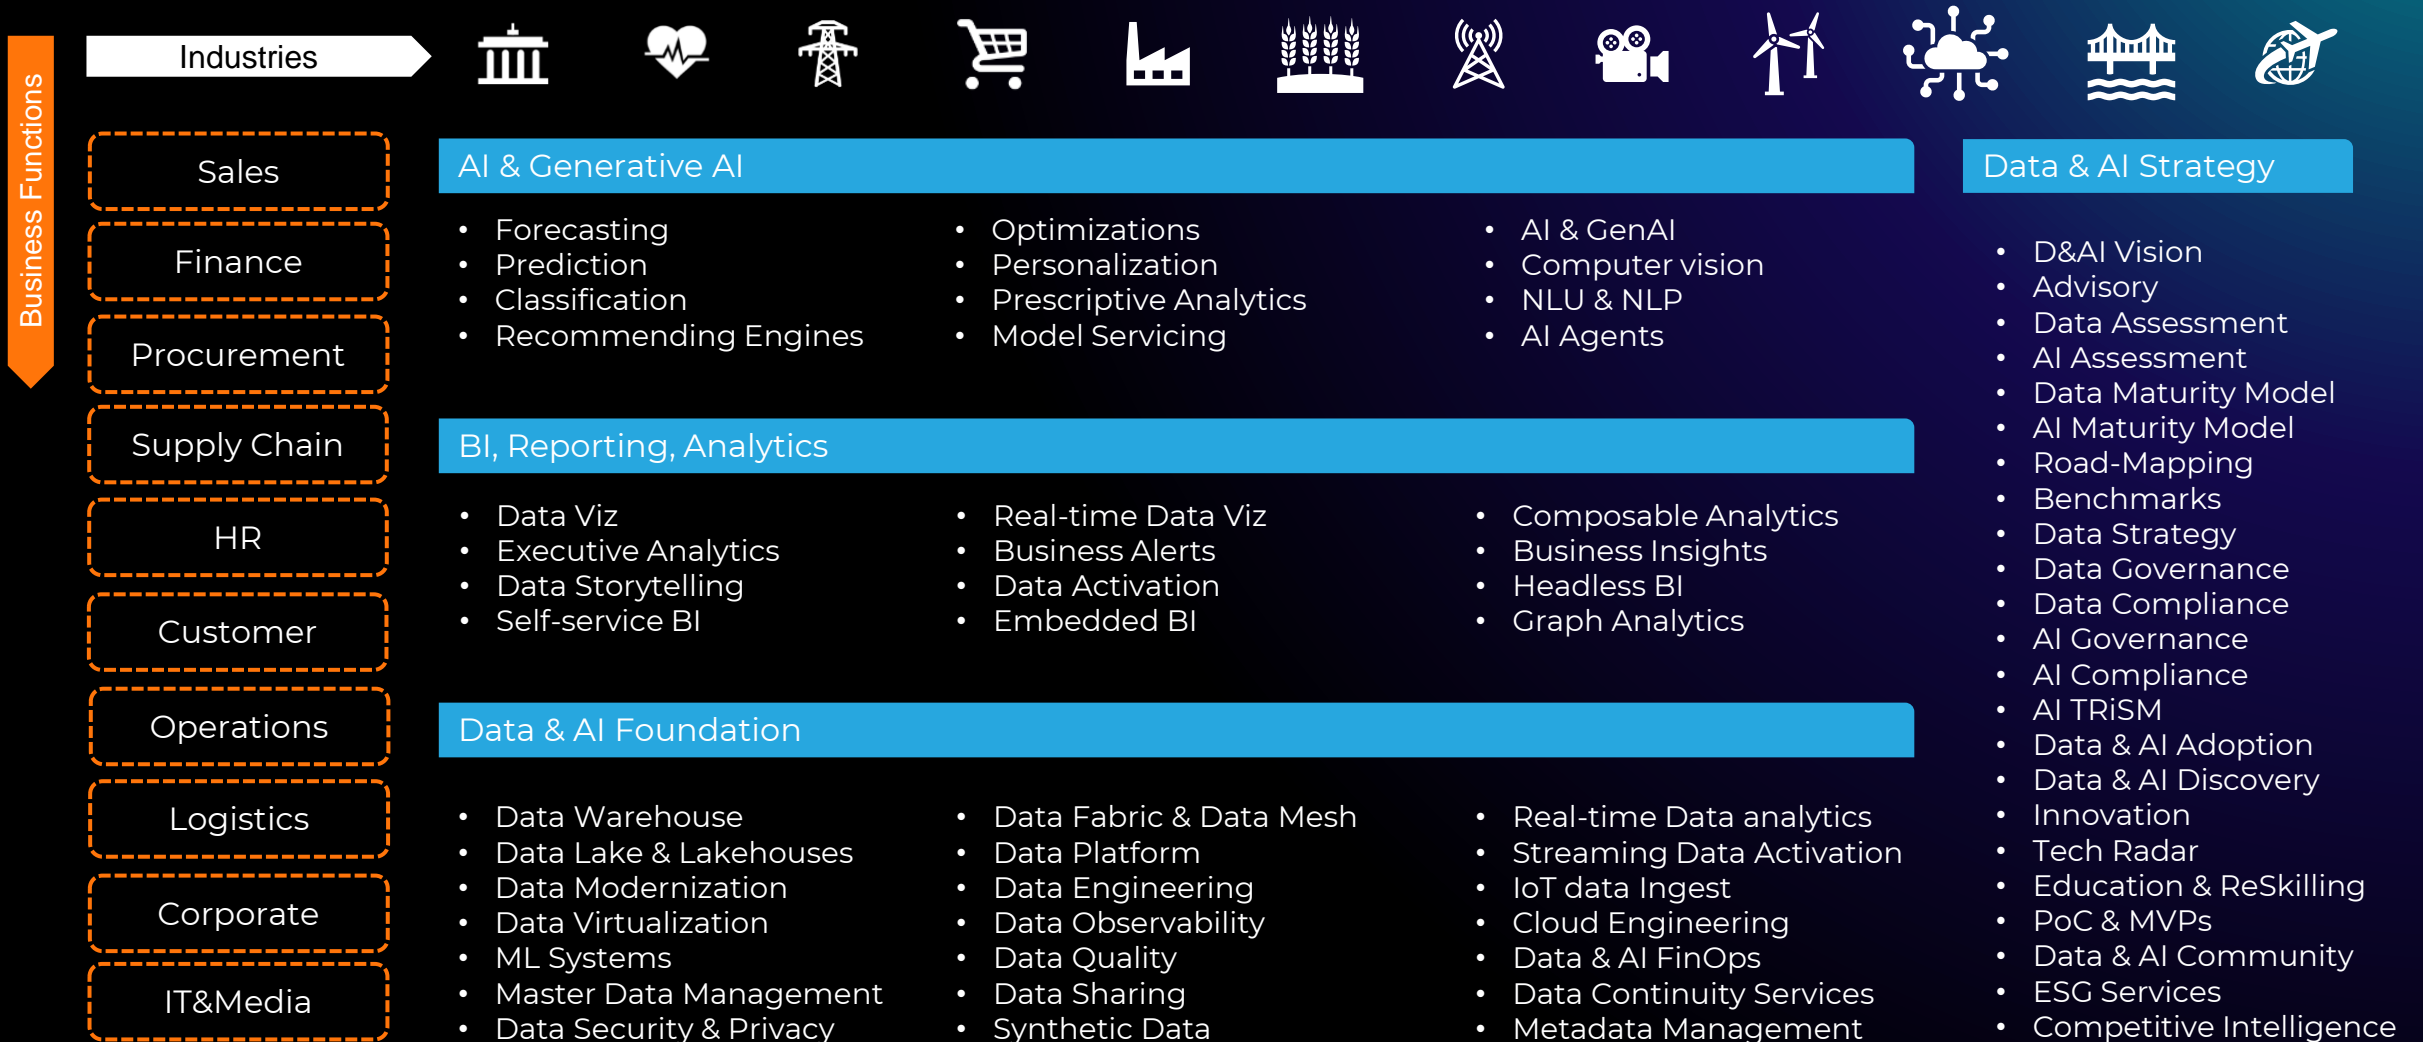 Industries
Business Functions
Sales
Finance
Procurement
Supply Chain
HR
Customer
Operations
Logistics
Corporate
IT&Media
AI & Generative AI
• Forecasting
• Prediction
• Classification
• Recommending Engines
• Optimizations
• Personalization
• Prescriptive Analytics
• Model Servicing
• AI & GenAI
• Computer vision
• NLU & NLP
• AI Agents
BI, Reporting, Analytics
• Data Viz
• Executive Analytics
• Data Storytelling
• Self-service BI
• Real-time Data Viz
• Business Alerts
• Data Activation
• Embedded BI
• Composable Analytics
• Business Insights
• Headless BI
• Graph Analytics
Data & AI Foundation
• Data Warehouse
• Data Lake & Lakehouses
• Data Modernization
• Data Virtualization
• ML Systems
• Master Data Management
• Data Security & Privacy
• Data Fabric & Data Mesh
• Data Platform
• Data Engineering
• Data Observability
• Data Quality
• Data Sharing
• Synthetic Data
• Real-time Data analytics
• Streaming Data Activation
• IoT data Ingest
• Cloud Engineering
• Data & AI FinOps
• Data Continuity Services
• Metadata Management
Data & AI Strategy
• D&AI Vision
• Advisory
• Data Assessment
• AI Assessment
• Data Maturity Model
• AI Maturity Model
• Road-Mapping
• Benchmarks
• Data Strategy
• Data Governance
• Data Compliance
• AI Governance
• AI Compliance
• AI TRiSM
• Data & AI Adoption
• Data & AI Discovery
• Innovation
• Tech Radar
• Education & ReSkilling
• PoC & MVPs
• Data & AI Community
• ESG Services
• Competitive Intelligence